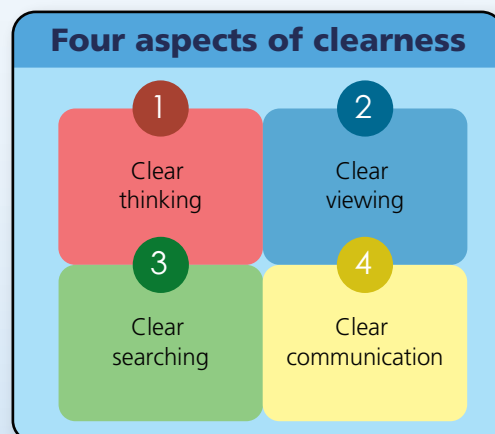 Four aspects of clearness
1
Clear
thinking
2
Clear
viewing
3
Clear
searching
4
Clear
communication